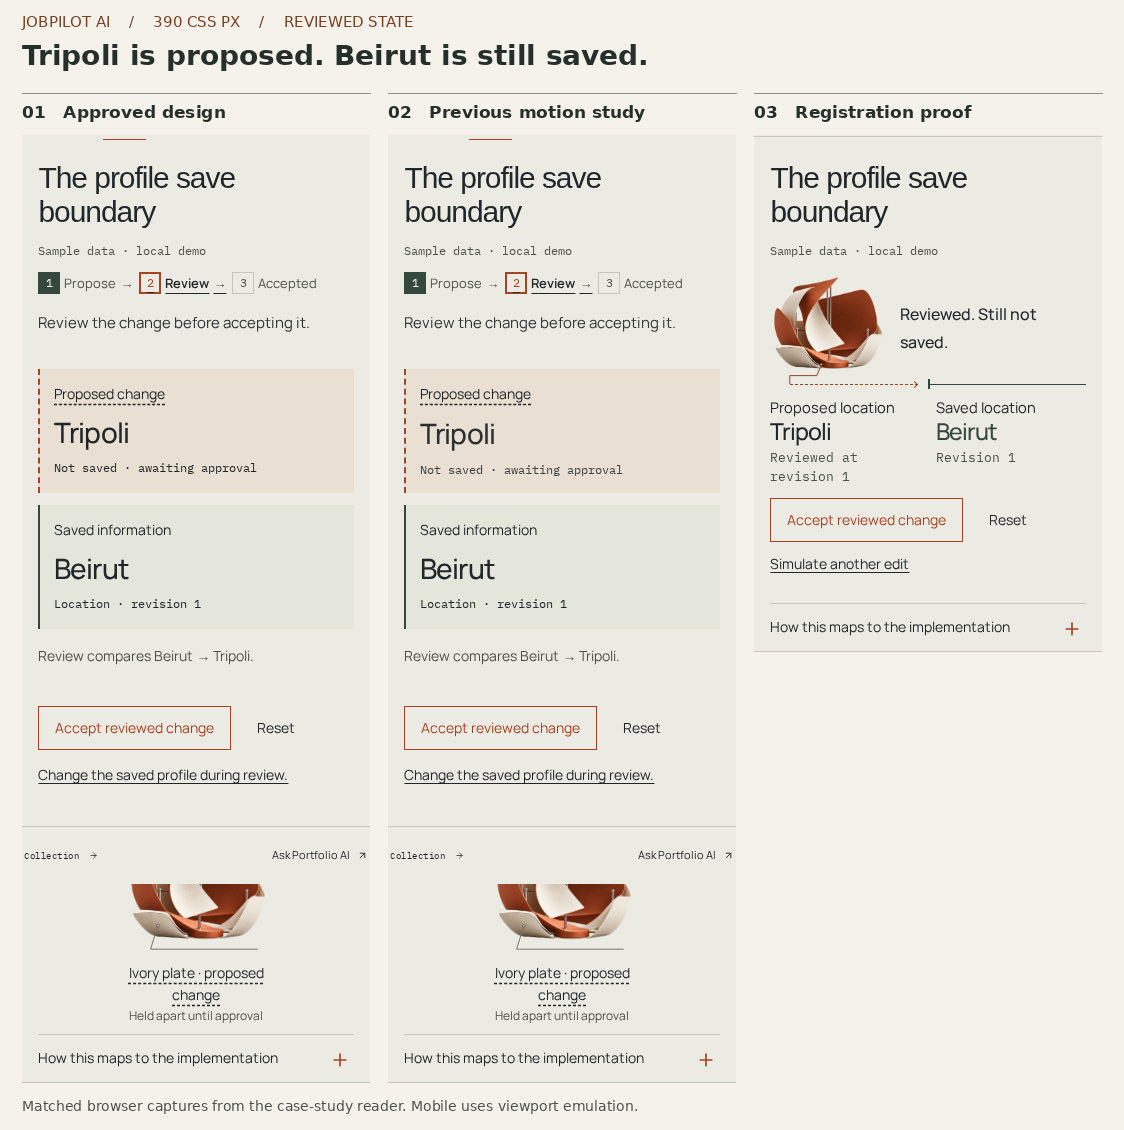 JOBPILOT AI / 390 CSS PX / REVIEWED STATE
Tripoli is proposed. Beirut is still saved.
01 Approved design
The profile save
boundary
Sample data · local demo
1 Propose → 2 Review → 3 Accepted
Review the change before accepting it.
Proposed change
Tripoli
Not saved · awaiting approval
Saved information
Beirut
Location · revision 1
Review compares Beirut → Tripoli.
Accept reviewed change Reset
Change the saved profile during review.
Collection → Ask Portfolio AI ↗
Ivory plate · proposed
change
Held apart until approval
How this maps to the implementation +
02 Previous motion study
The profile save
boundary
Sample data · local demo
1 Propose → 2 Review → 3 Accepted
Review the change before accepting it.
Proposed change
Tripoli
Not saved · awaiting approval
Saved information
Beirut
Location · revision 1
Review compares Beirut → Tripoli.
Accept reviewed change Reset
Change the saved profile during review.
Collection → Ask Portfolio AI ↗
Ivory plate · proposed
change
Held apart until approval
How this maps to the implementation +
03 Registration proof
The profile save
boundary
Sample data · local demo
Reviewed. Still not
saved.
Proposed location
Tripoli
Reviewed at
revision 1
Saved location
Beirut
Revision 1
Accept reviewed change Reset
Simulate another edit
How this maps to the implementation +
Matched browser captures from the case-study reader. Mobile uses viewport emulation.